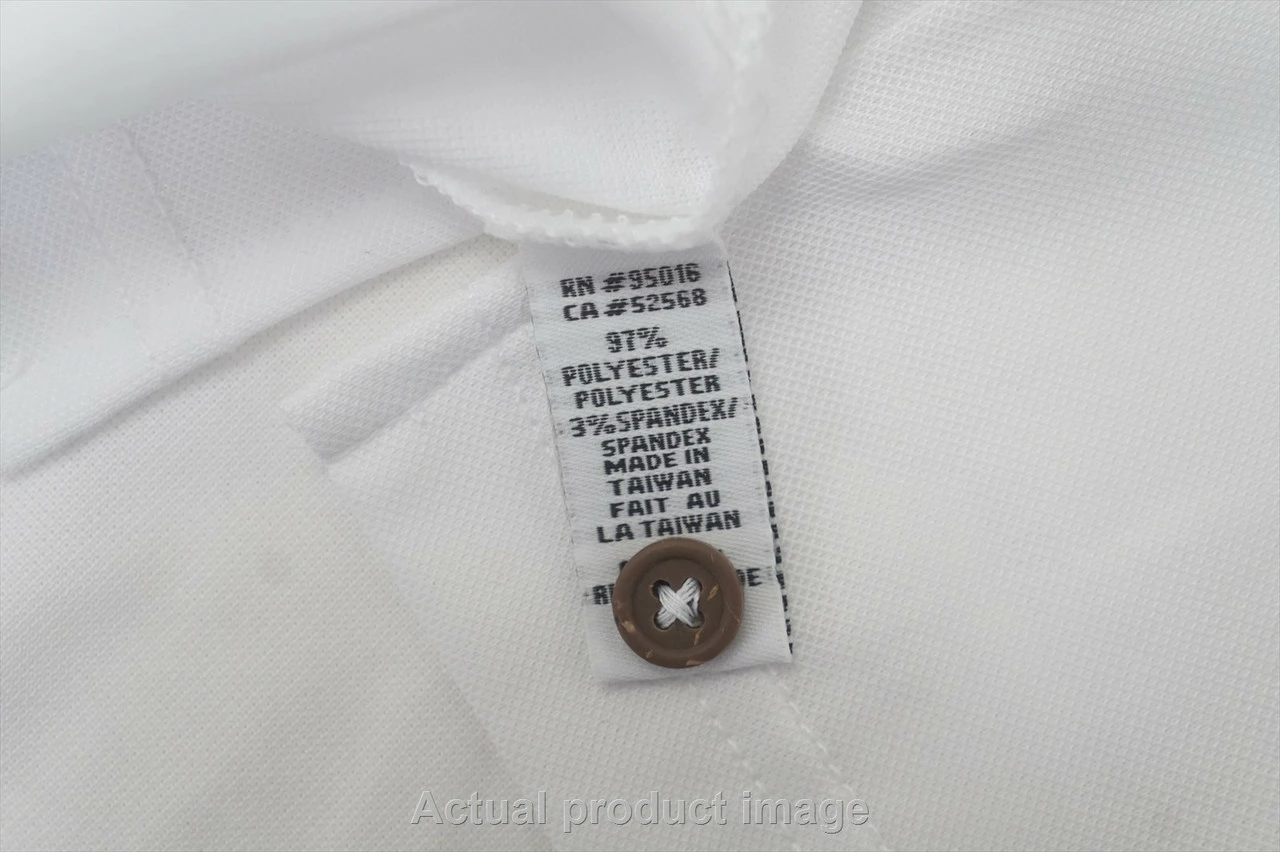 RN #95016
CA #52568
97%
POLYESTER/
POLYESTER
3%SPANDEX/
SPANDEX
MADE IN
TAIWAN
FAIT AU
LA TAIWAN
Actual product image